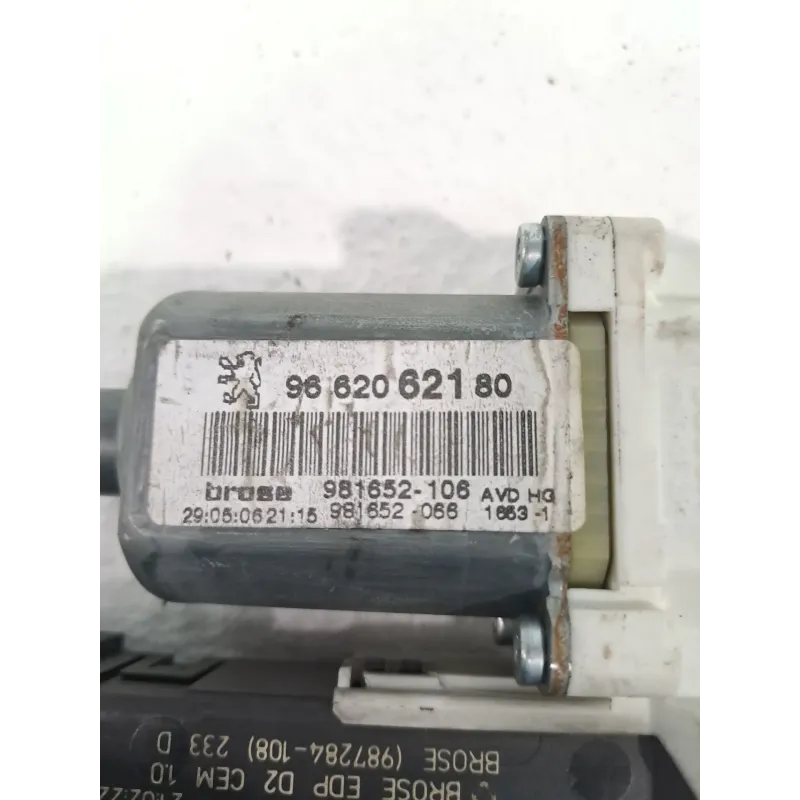 96 620 621 80
brose 981652-106 AVD HG
29:05:06 21:15 981652-066 1653-1
BROSE (987284-108) 233 D
BROSE EDP D2 CEM 1.0